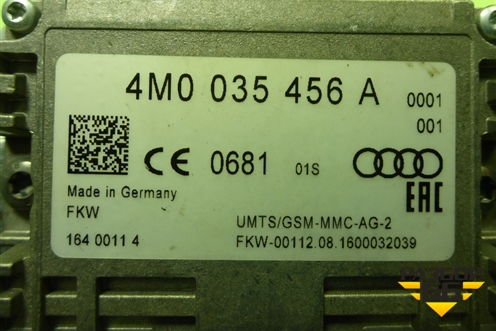 4M0 035 456 A 0001
001
CE 0681 01S
Made in Germany
FKW
EAC
UMTS/GSM-MMC-AG-2
164 0011 4
FKW-00112.08.1600032039